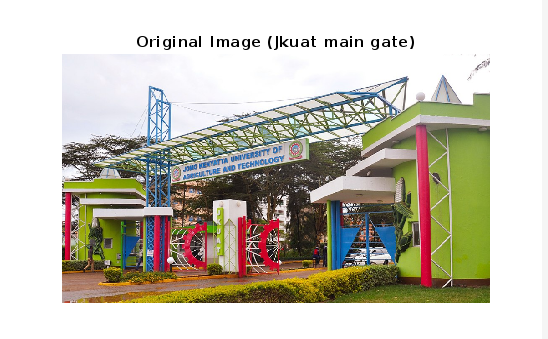 Original Image (Jkuat main gate)
JOMO KENYATTA UNIVERSITY OF
AGRICULTURE AND TECHNOLOGY